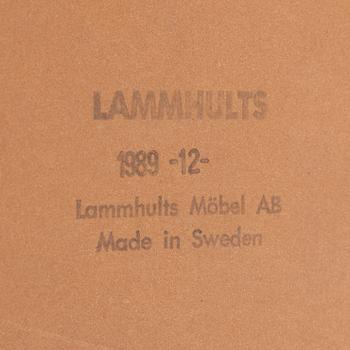 LAMMHULTS
1989 -12-
Lammhults Möbel AB
Made in Sweden